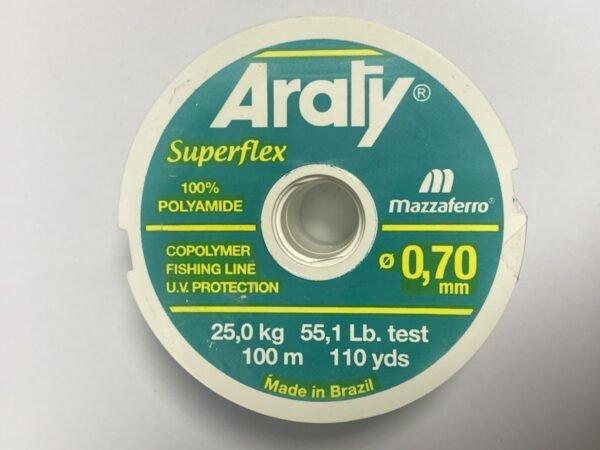 Araty®
Superflex
100%
POLYAMIDE
mazzaferro®
COPOLYMER
FISHING LINE
U.V. PROTECTION
ø 0,70
mm
25,0 kg 55,1 Lb. test
100 m 110 yds
Made in Brazil